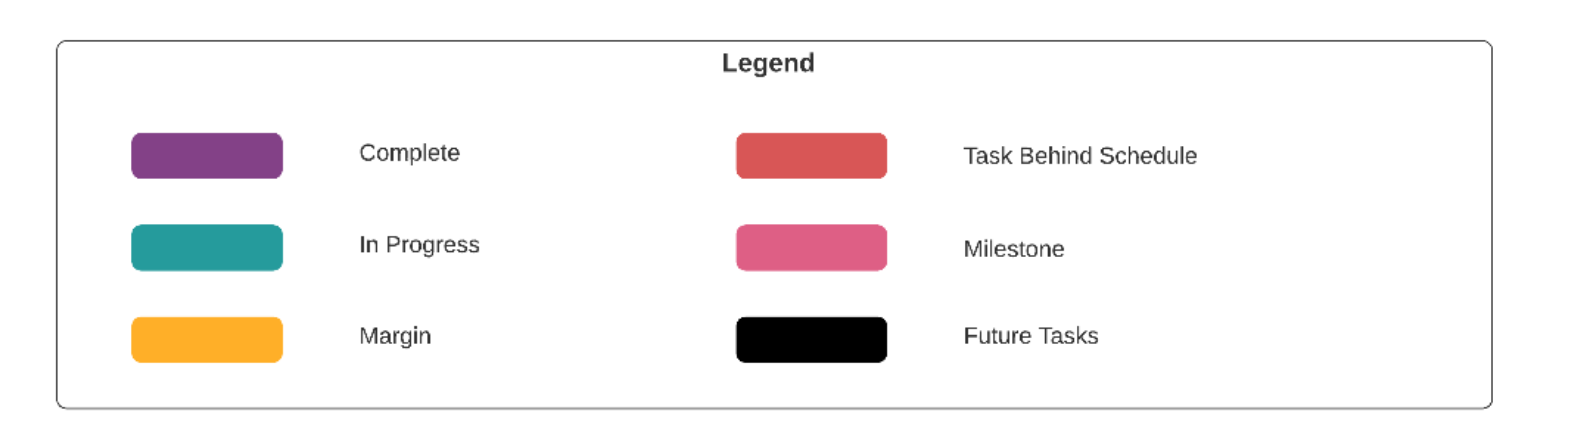 Legend
Complete
Task Behind Schedule
In Progress
Milestone
Margin
Future Tasks